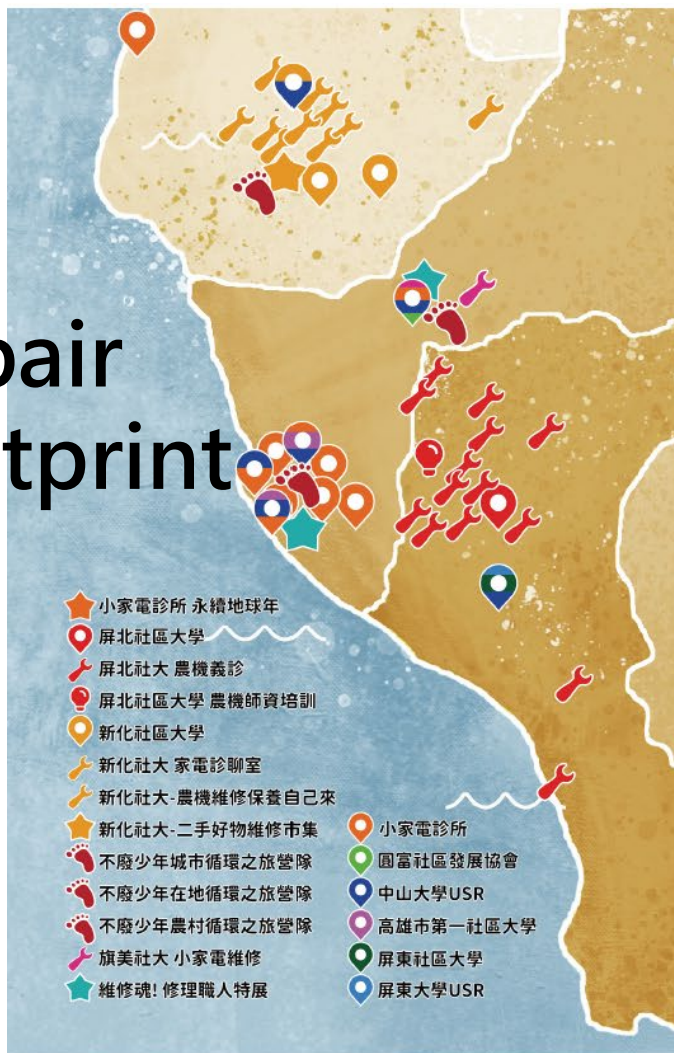 pair
tprint
小家電診所 永續地球年
屏北社區大學
屏北社大 農機義診
屏北社區大學 農機師資培訓
新化社區大學
新化社大 家電診聊室
新化社大-農機維修保養自己來
新化社大-二手好物維修市集
不廢少年城市循環之旅營隊
不廢少年在地循環之旅營隊
不廢少年農村循環之旅營隊
旗美社大 小家電維修
維修魂! 修理職人特展
小家電診所
圓富社區發展協會
中山大學USR
高雄市第一社區大學
屏東社區大學
屏東大學USR